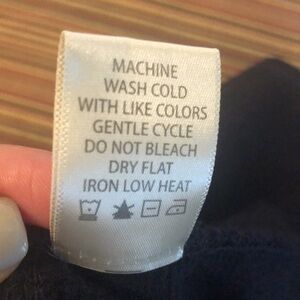 MACHINE
WASH COLD
WITH LIKE COLORS
GENTLE CYCLE
DO NOT BLEACH
DRY FLAT
IRON LOW HEAT